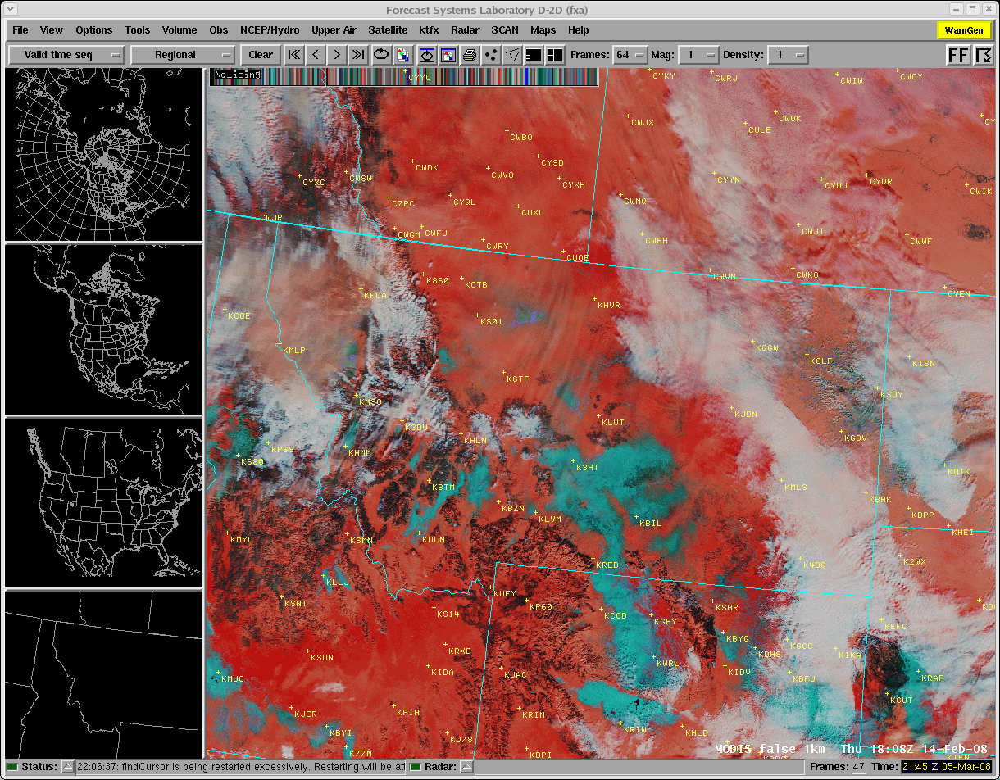 Forecast Systems Laboratory D-2D (fxa)
File View Options Tools Volume Obs NCEP/Hydro Upper Air Satellite ktfx Radar SCAN Maps Help WarnGen
Valid time seq Regional Clear Frames: 64 Mag: 1 Density: 1 FF
No_icing
CYYC CYKY CWRJ CWIW CWOY
CWJX CWOK CY
CWBO CWLE
CWDK CWVO CYSD
CYXC CWSW CYXH CYYN CYMJ CYQR CWIK
CZPC CYQL CWMQ
CWJR CWXL
CWGM CWFJ CWEH CWJI
CWRY CWWF
CWOE
KSS0 KCTB CWVN CWKO
KFCA CYEN
KCOE KS01 KHVR
KMLP KGGW KOLF KISN
KGTF
KMSO KSDY
KJDN
K3DU KLWT
KP69 KHMM KHLN KGDV
KS80 K3HT KDIK
KBTM KMLS
KBZN KBHK
KLVM KBIL KBPP
KMYL KSMN KDLN KHEI
KRED K4BQ K2WX
KLLJ
KWEY
KSNT KS14 KP60 KCOD KSHR KD
KGEY KEFC
KBYG
KSUN KRXE KDHS KGCC KIKA
KWRL
KMUO KIDA KJAC KIDV KBFU KRAP
KCUT
KJER KPIH KRIM
KBYI KU78 KRIW KHLD
K77M KBPI
MODIS false 1km Thu 18:08Z 14-Feb-08
Status: 22:06:37: findCursor is being restarted excessively. Restarting will be at Radar: Frames: 47 Time: 21:45 Z 05-Mar-08